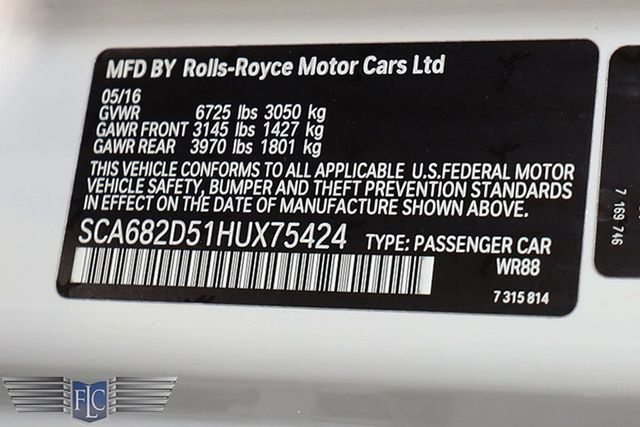 MFD BY Rolls-Royce Motor Cars Ltd
05/16
GVWR 6725 lbs 3050 kg
GAWR FRONT 3145 lbs 1427 kg
GAWR REAR 3970 lbs 1801 kg
THIS VEHICLE CONFORMS TO ALL APPLICABLE U.S.FEDERAL MOTOR
VEHICLE SAFETY, BUMPER AND THEFT PREVENTION STANDARDS
IN EFFECT ON THE DATE OF MANUFACTURE SHOWN ABOVE.
SCA682D51HUX75424 TYPE: PASSENGER CAR
WR88
7 315 814
7 169 746
FLC